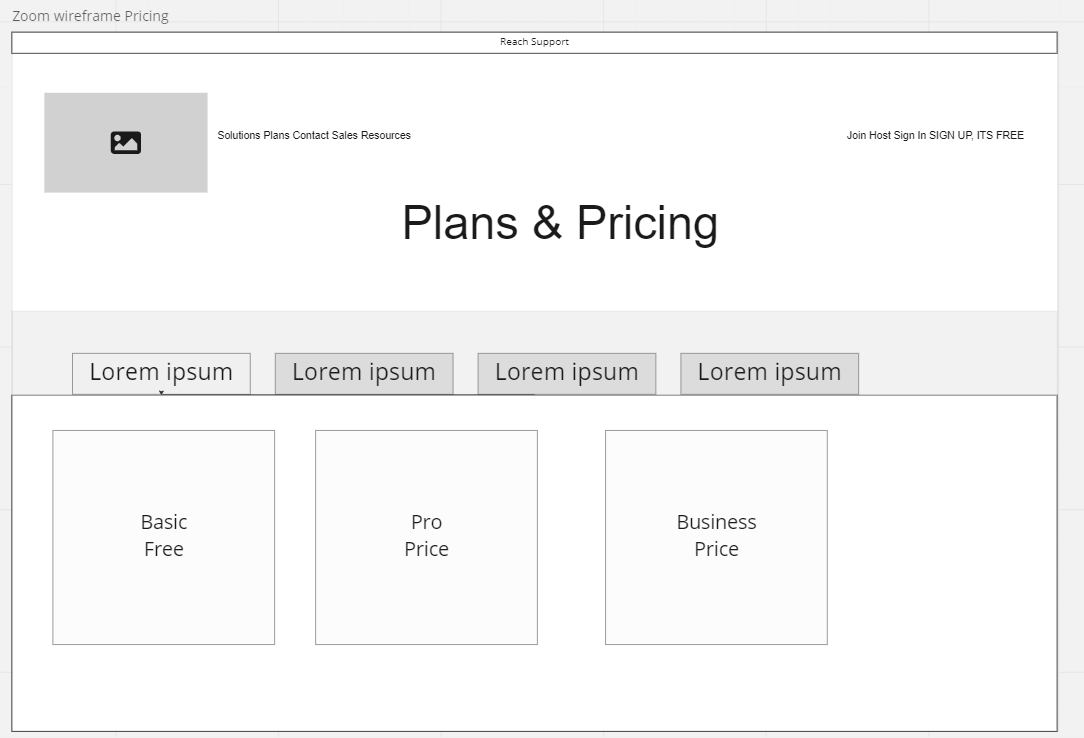 Zoom wireframe Pricing
Reach Support
Solutions Plans Contact Sales Resources
Join Host Sign In SIGN UP, ITS FREE
Plans & Pricing
Lorem ipsum
Lorem ipsum
Lorem ipsum
Lorem ipsum
Basic
Free
Pro
Price
Business
Price